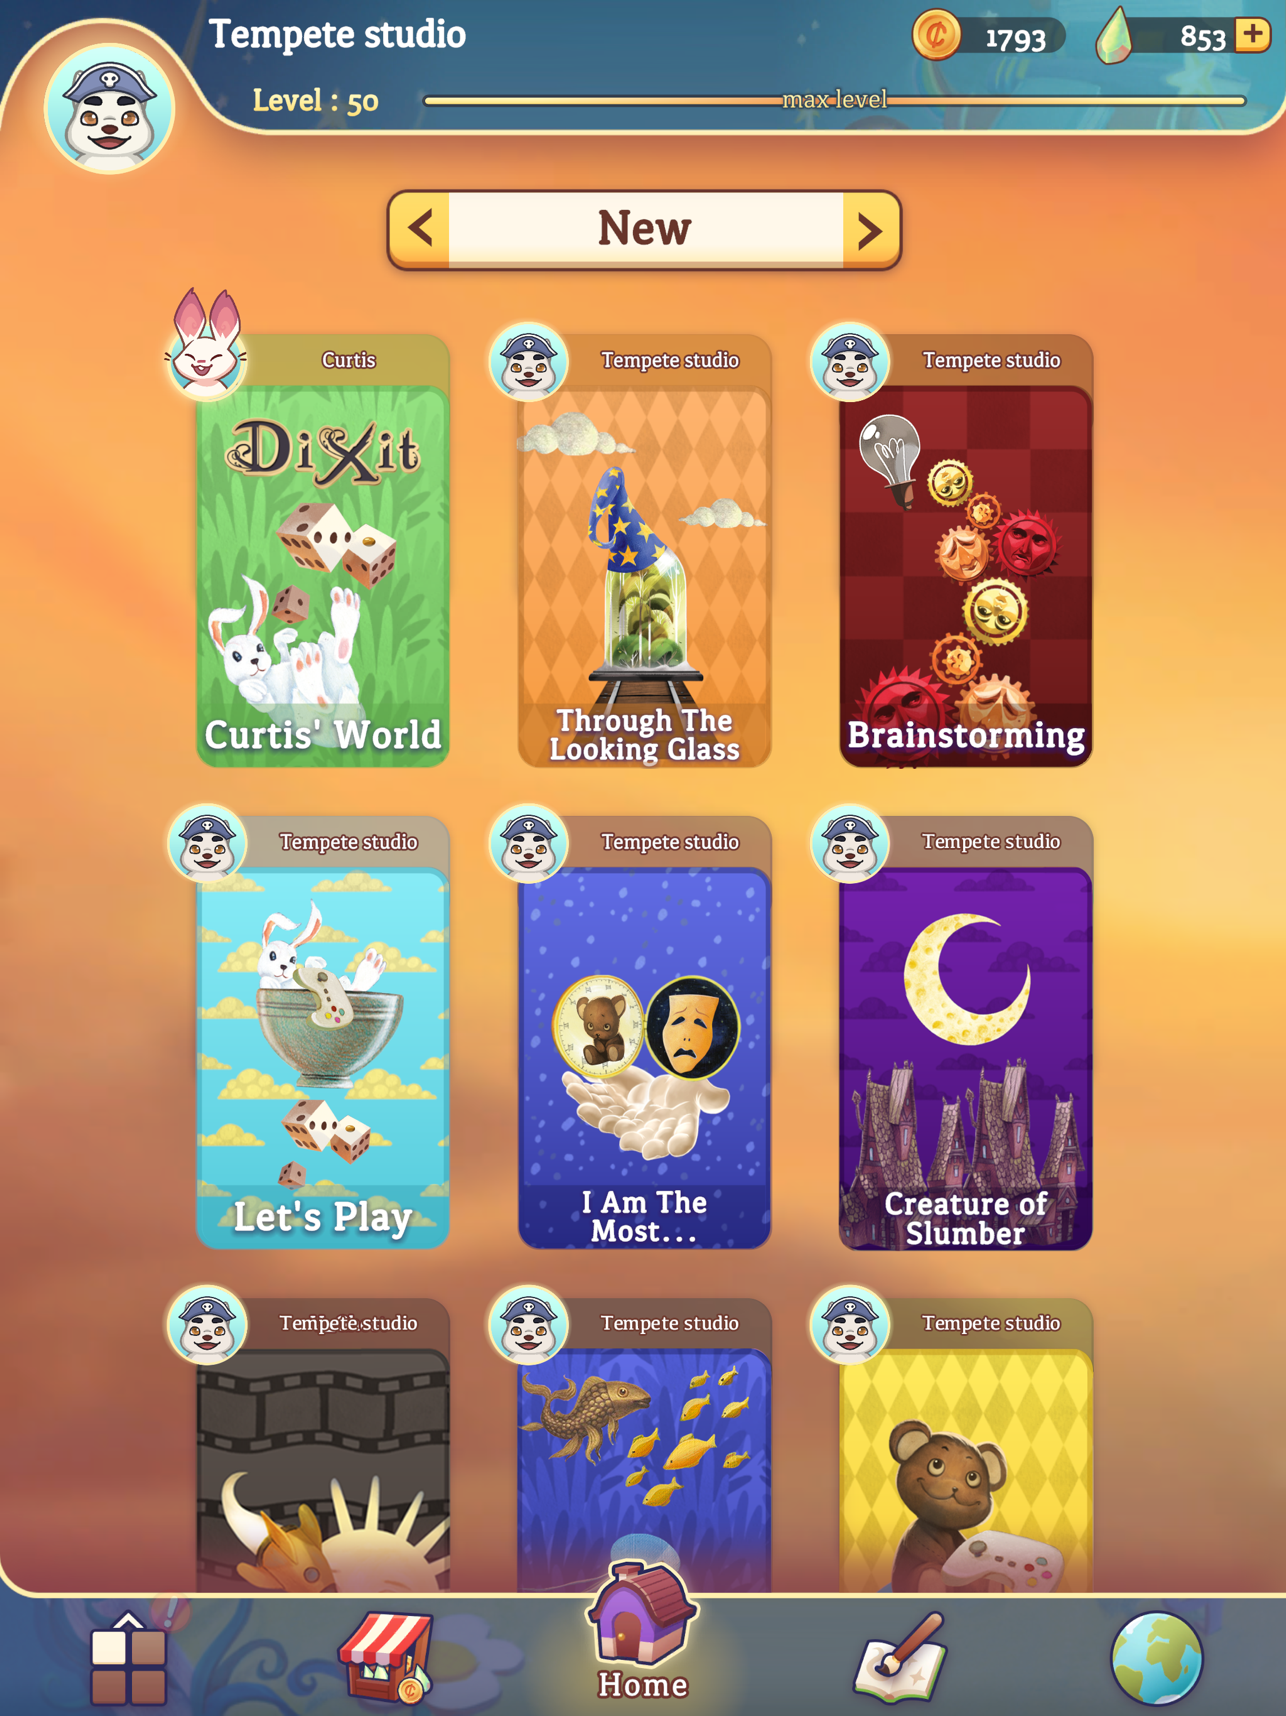 Tempete studio
1793
853
Level : 50
max level
New
Curtis
Tempete studio
Tempete studio
DiXit
Curtis' World
Through The
Looking Glass
Brainstorming
Tempete studio
Tempete studio
Tempete studio
Let's Play
I Am The
Most...
Creature of
Slumber
Tempete studio
Tempete studio
Tempete studio
Home